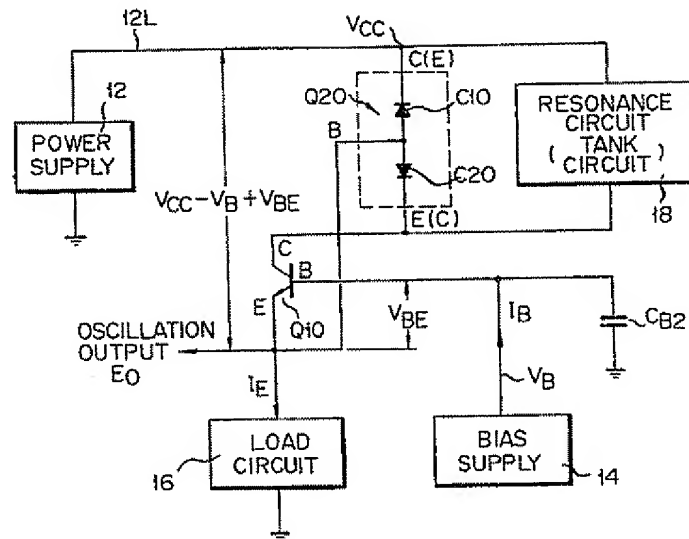 12L
VCC
C(E)
12
Q20
C10
RESONANCE
CIRCUIT
( TANK
CIRCUIT )
B
POWER
SUPPLY
C20
18
VCC-VB+VBE
E(C)
C
B
E
Q10
VBE
IB
CB2
OSCILLATION
OUTPUT
EO
IE
VB
LOAD
CIRCUIT
BIAS
SUPPLY
16
14